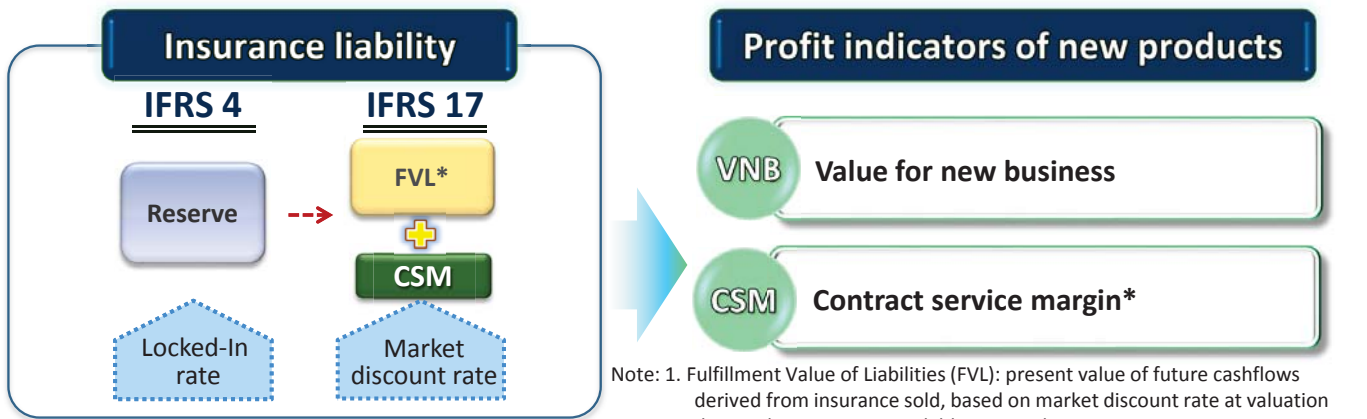 Insurance liability
IFRS 4
IFRS 17
Reserve
FVL*
CSM
Locked-In
rate
Market
discount rate
Profit indicators of new products
VNB
Value for new business
CSM
Contract service margin*
Note: 1. Fulfillment Value of Liabilities (FVL): present value of future cashflows
derived from insurance sold, based on market discount rate at valuation